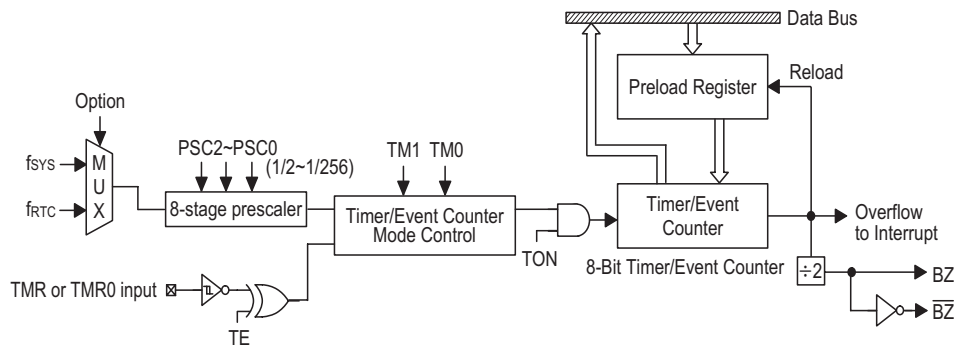 Data Bus
Preload Register
Reload
Option
fSYS
fRTC
M
U
X
PSC2~PSC0
(1/2~1/256)
8-stage prescaler
TM1 TM0
Timer/Event Counter
Mode Control
TON
Timer/Event
Counter
8-Bit Timer/Event Counter
Overflow
to Interrupt
÷2
BZ
B̅Z̅
TMR or TMR0 input
TE